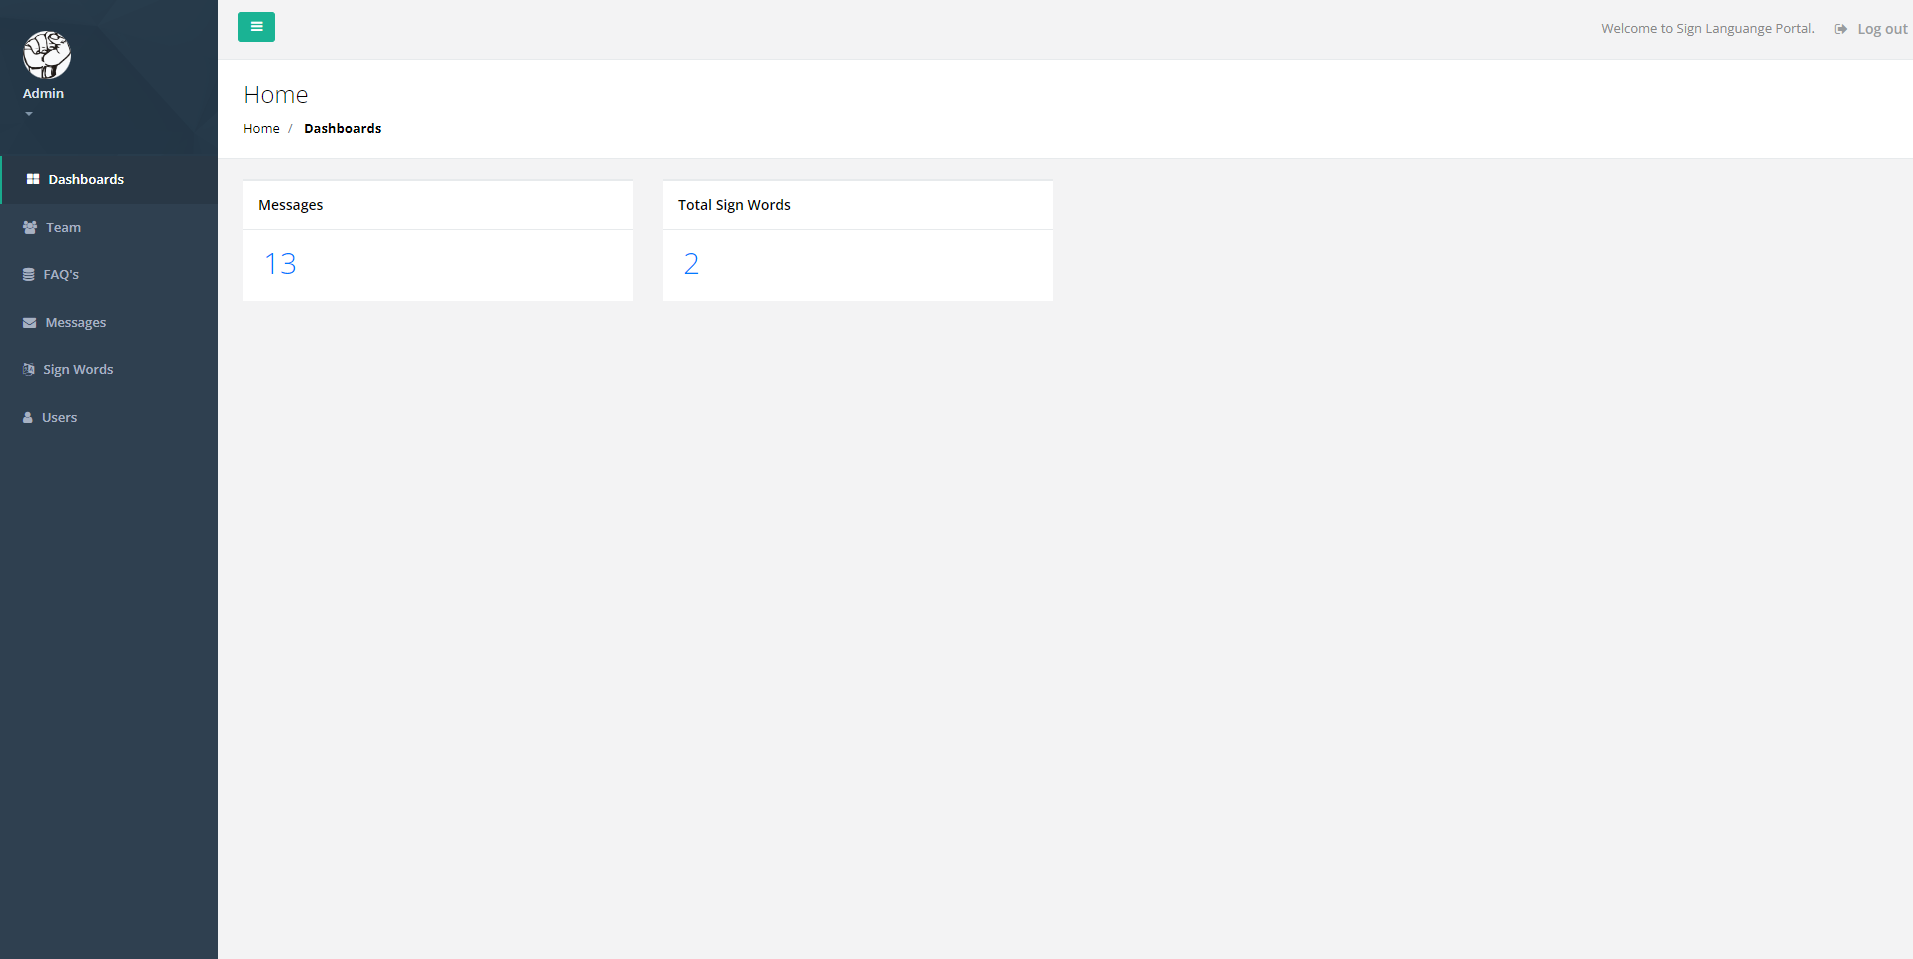 Admin
Dashboards
Team
FAQ's
Messages
Sign Words
Users
Welcome to Sign Languange Portal.
Log out
Home
Home / Dashboards
Messages
13
Total Sign Words
2